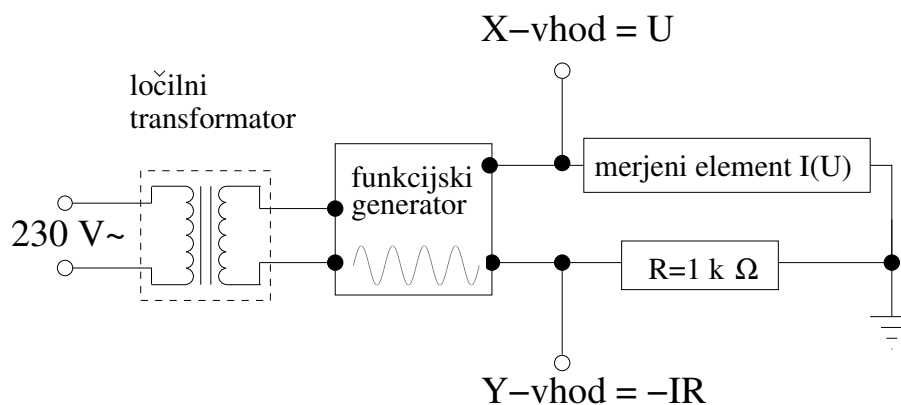 X−vhod = U
ločilni
transformator
funkcijski
generator
merjeni element I(U)
230 V~
R=1 k Ω
Y−vhod = −IR